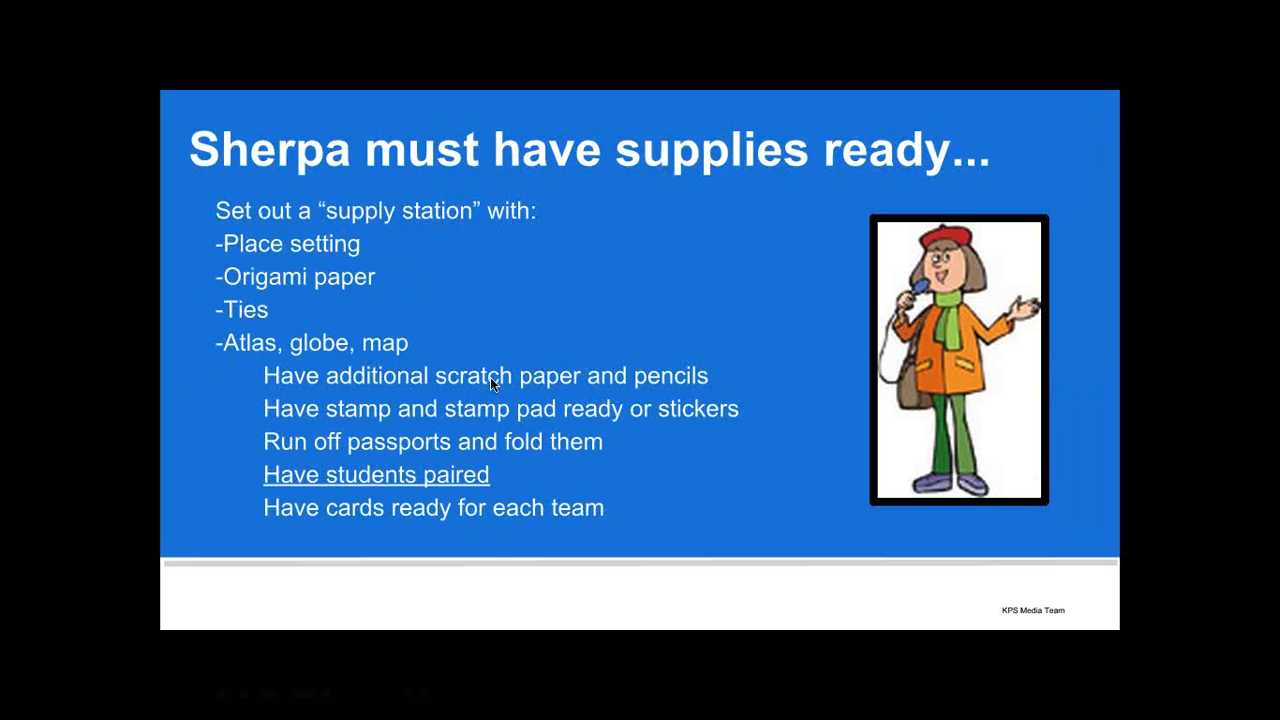 Sherpa must have supplies ready...
Set out a “supply station” with:
-Place setting
-Origami paper
-Ties
-Atlas, globe, map
Have additional scratch paper and pencils
Have stamp and stamp pad ready or stickers
Run off passports and fold them
Have students paired
Have cards ready for each team
KPS Media Team